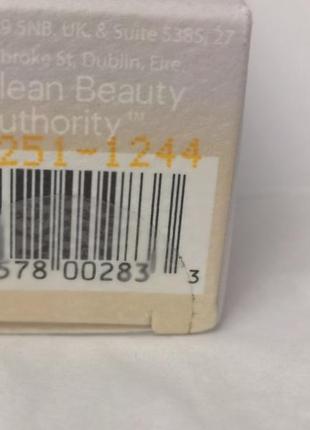 9 5NB, UK, & Suite 5385, 27
broke St, Dublin, Eire
lean Beauty
uthority™
251-1244
578 00283 3